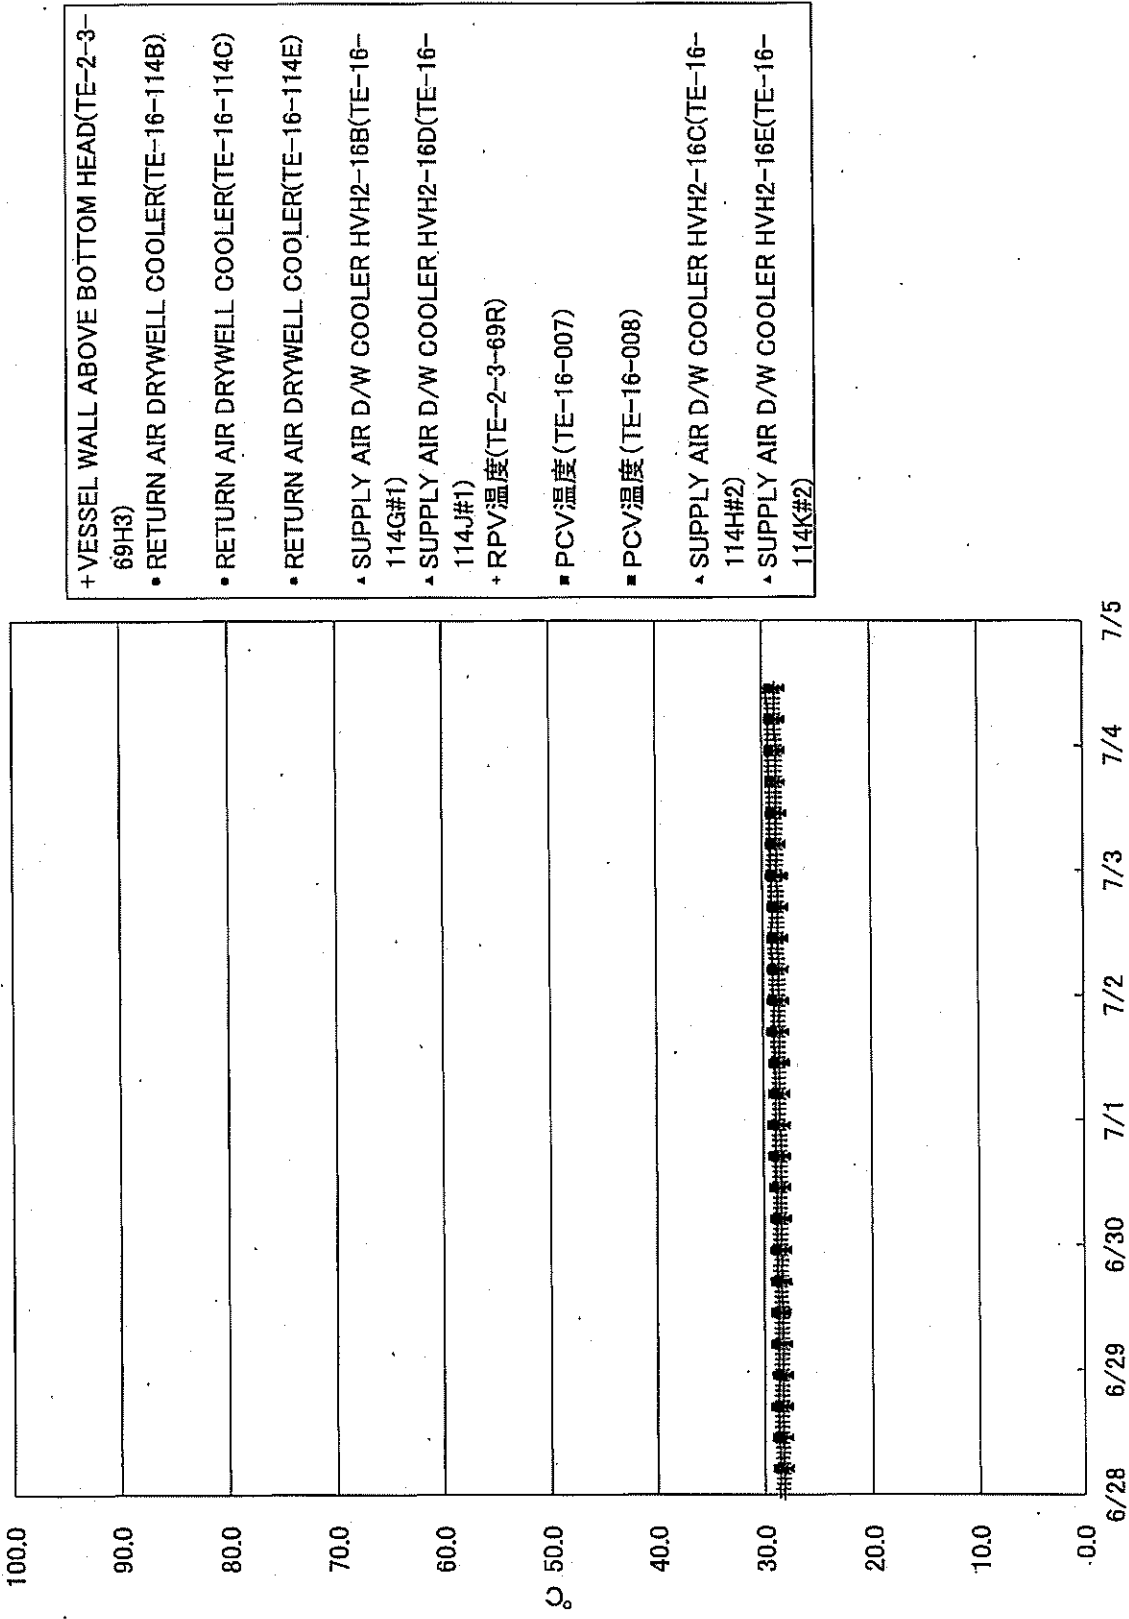 100.0
90.0
80.0
70.0
60.0
50.0
40.0
30.0
20.0
10.0
0.0
℃
6/28
6/29
6/30
7/1
7/2
7/3
7/4
7/5
+ VESSEL WALL ABOVE BOTTOM HEAD(TE-2-3-
69H3)
• RETURN AIR DRYWELL COOLER(TE-16-114B)
• RETURN AIR DRYWELL COOLER(TE-16-114C)
• RETURN AIR DRYWELL COOLER(TE-16-114E)
▲ SUPPLY AIR D/W COOLER HVH2-16B(TE-16-
114G#1)
▲ SUPPLY AIR D/W COOLER HVH2-16D(TE-16-
114J#1)
+ RPV温度(TE-2-3-69R)
■ PCV温度(TE-16-007)
■ PCV温度(TE-16-008)
▲ SUPPLY AIR D/W COOLER HVH2-16C(TE-16-
114H#2)
▲ SUPPLY AIR D/W COOLER HVH2-16E(TE-16-
114K#2)